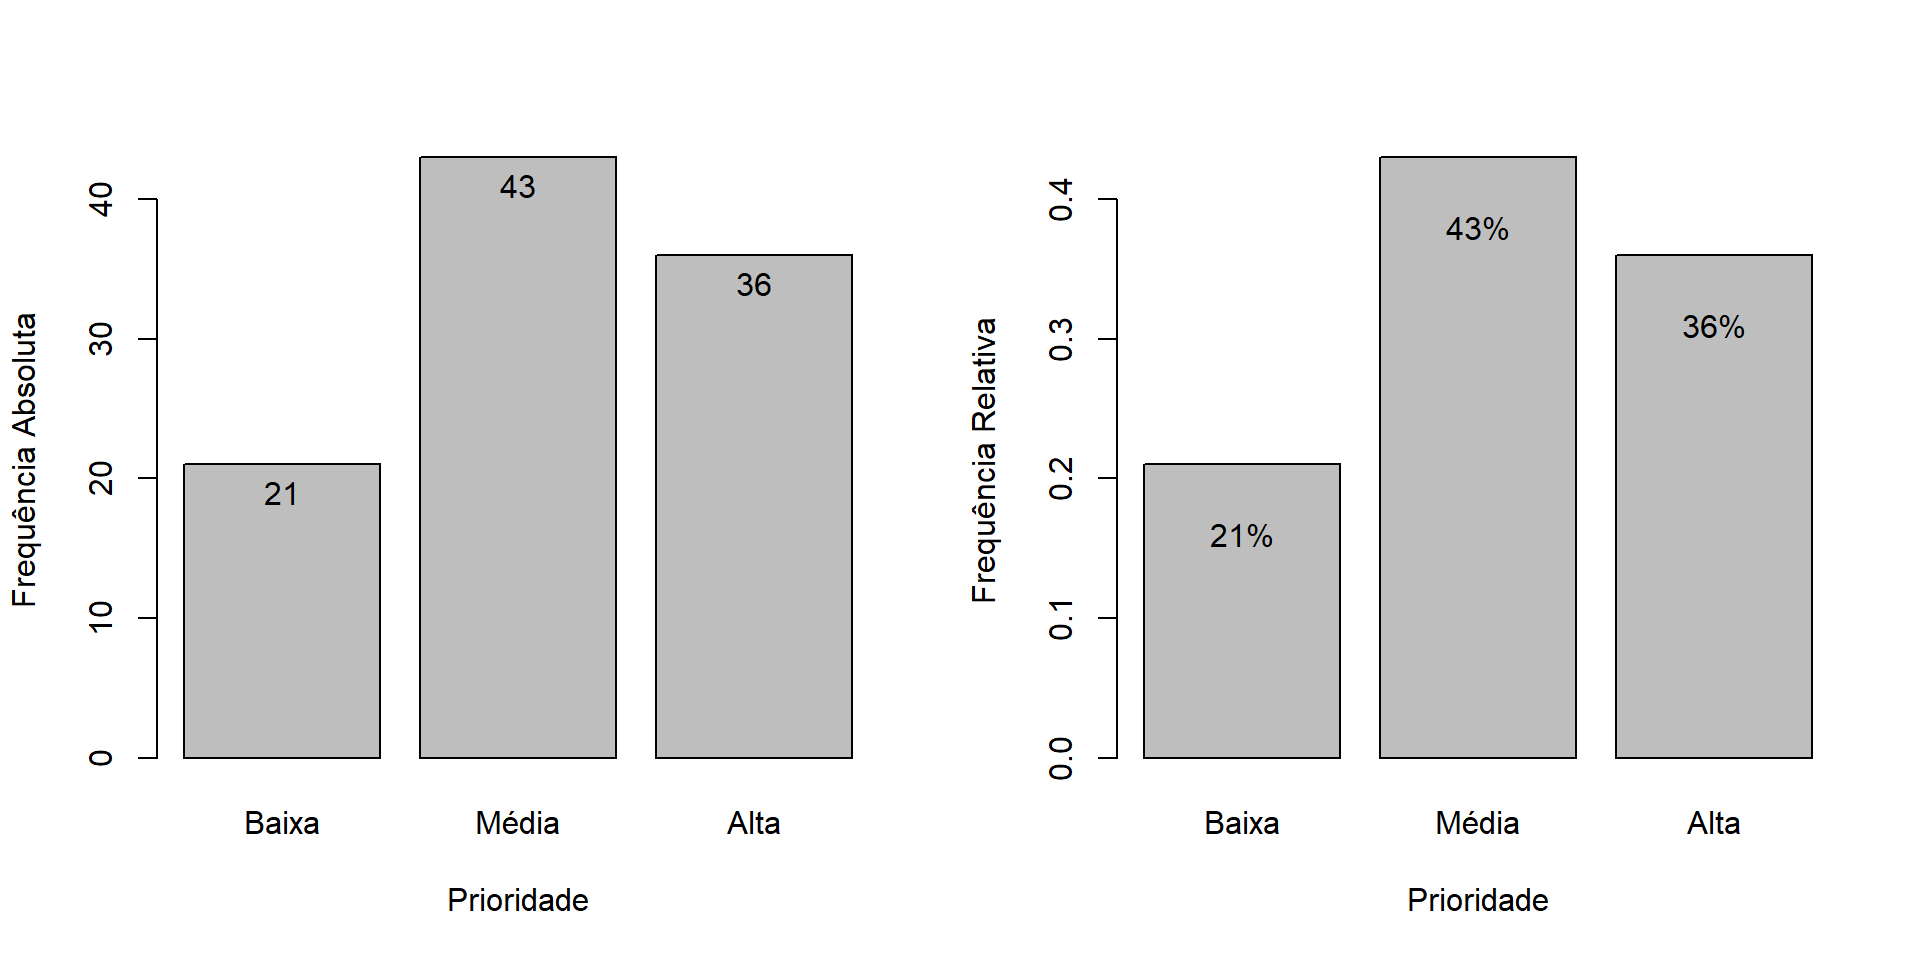 Frequência Absoluta
40
30
20
10
0
21
43
36
Baixa
Média
Alta
Prioridade
Frequência Relativa
0.4
0.3
0.2
0.1
0.0
21%
43%
36%
Baixa
Média
Alta
Prioridade